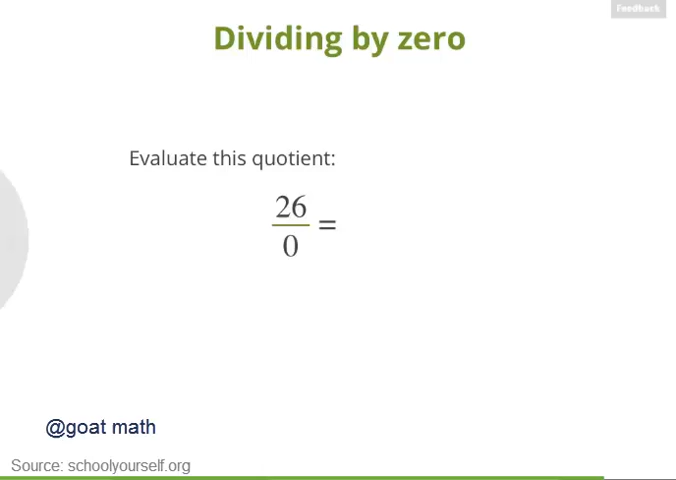 Feedback
Dividing by zero
Evaluate this quotient:
26
0
=
@goat math
Source: schoolyourself.org